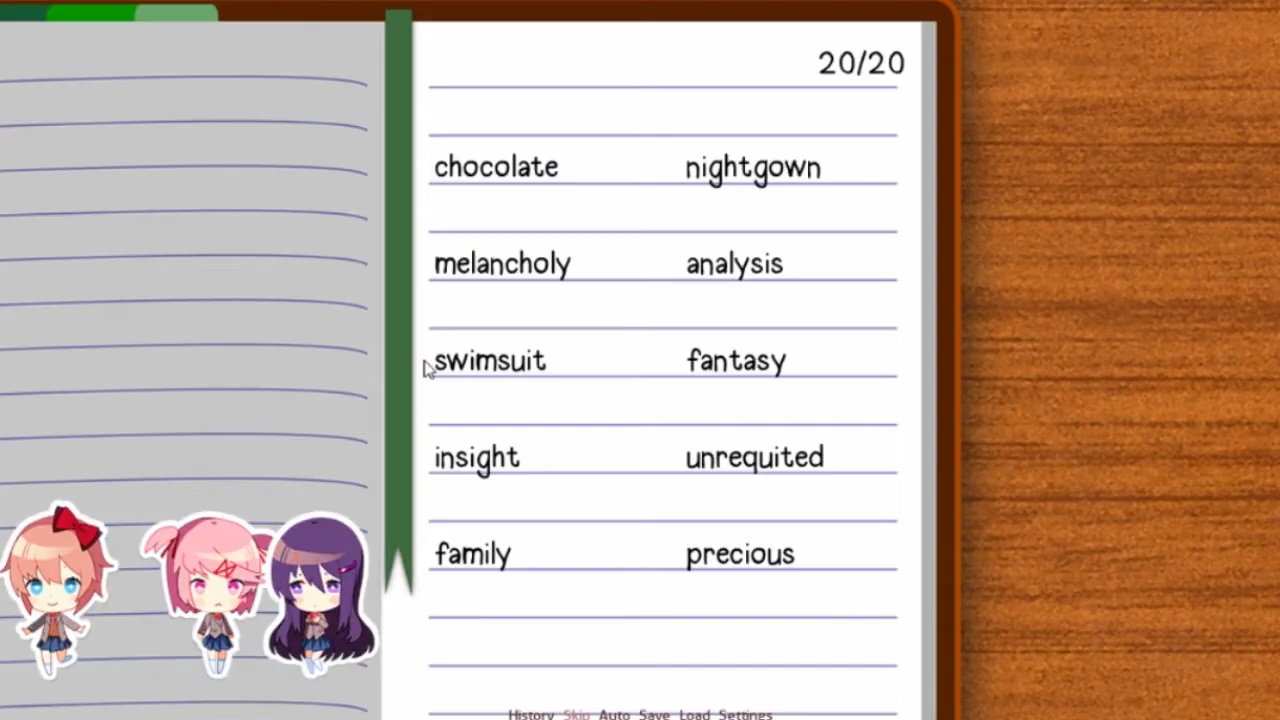 20/20
chocolate nightgown
melancholy analysis
swimsuit fantasy
insight unrequited
family precious
History Skip Auto Save Load Settings